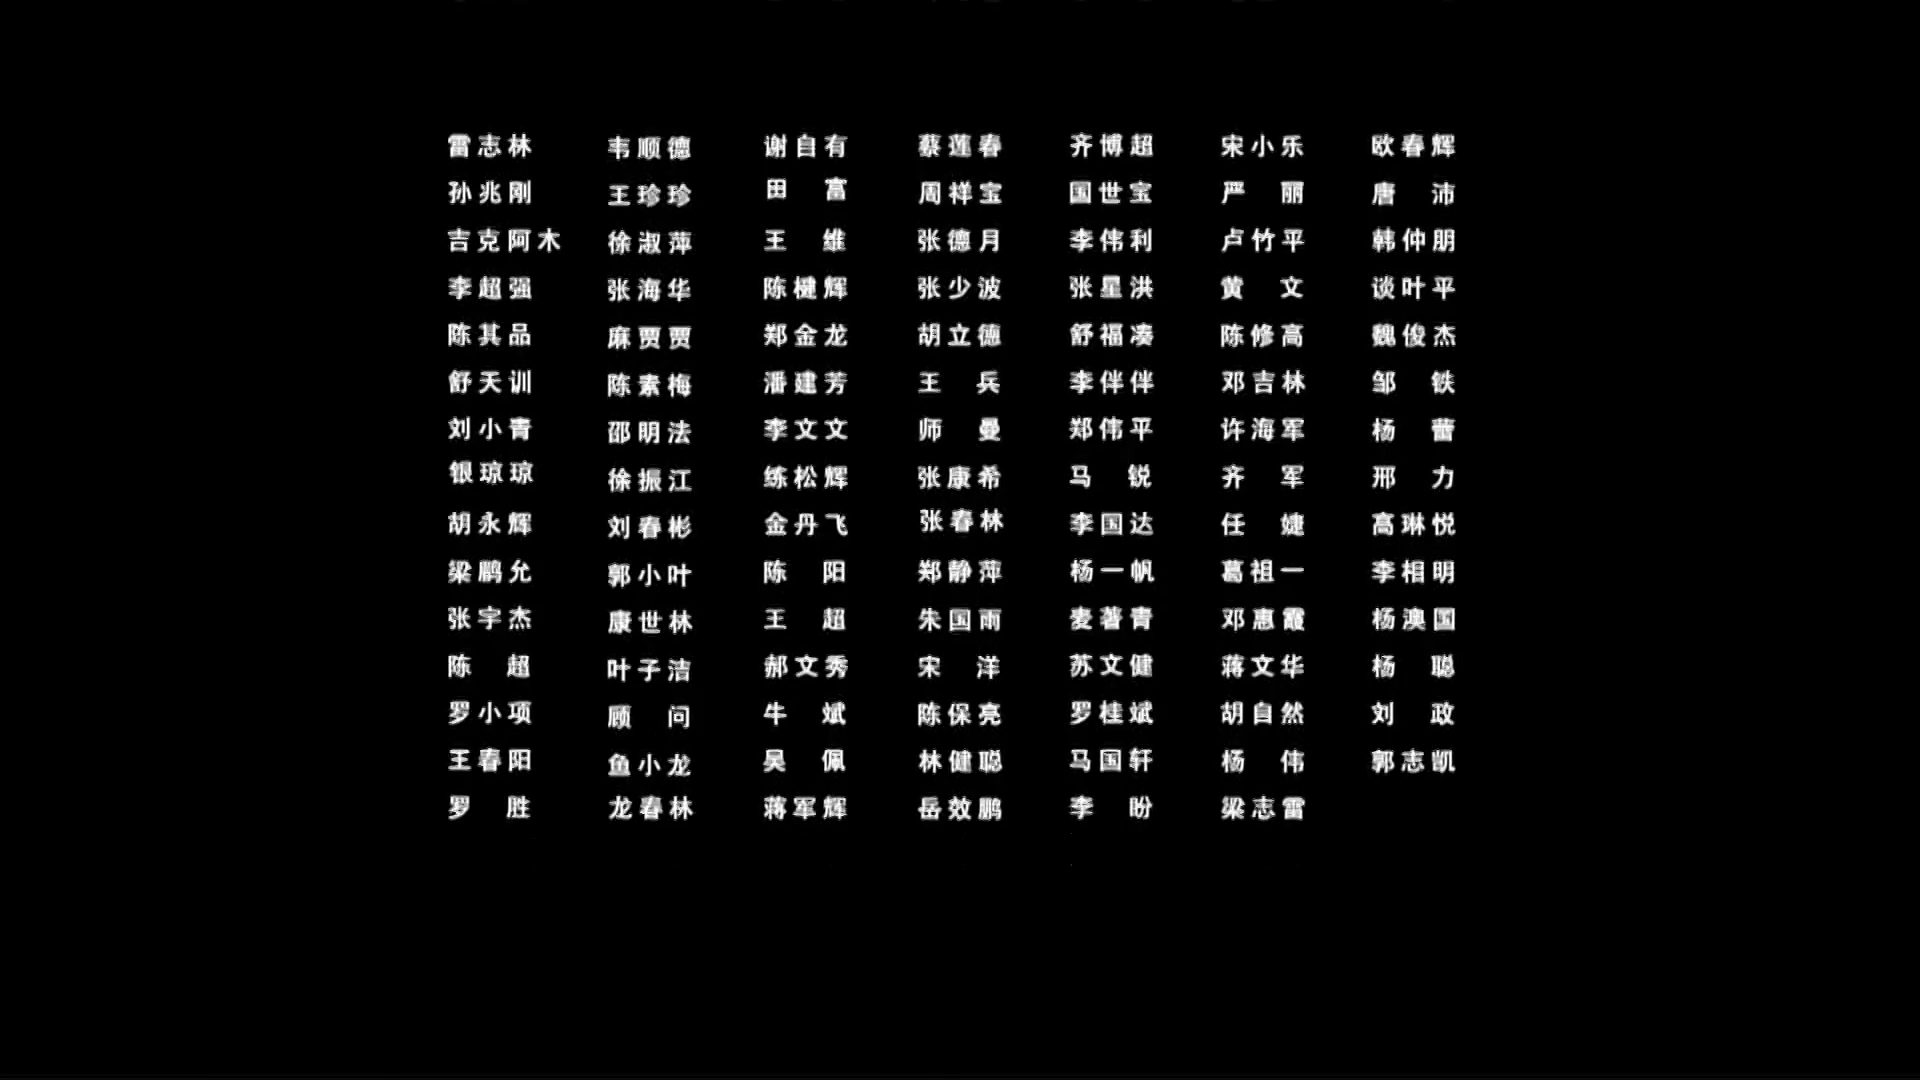 雷志林 韦顺德 谢自有 蔡莲春 齐博超 宋小乐 欧春辉
孙兆刚 王珍珍 田富 周祥宝 国世宝 严丽 唐沛
吉克阿木 徐淑萍 王维 张德月 李伟利 卢竹平 韩仲朋
李超强 张海华 陈楗辉 张少波 张星洪 黄文 谈叶平
陈其品 麻贾贾 郑金龙 胡立德 舒福凑 陈修高 魏俊杰
舒天训 陈素梅 潘建芳 王兵 李伴伴 邓吉林 邹铁
刘小青 邵明法 李文文 师曼 郑伟平 许海军 杨蕾
银琼琼 徐振江 练松辉 张康希 马锐 齐军 邢力
胡永辉 刘春彬 金丹飞 张春林 李国达 任婕 高琳悦
梁鹏允 郭小叶 陈阳 郑静萍 杨一帆 葛祖一 李相明
张宇杰 康世林 王超 朱国雨 麦著青 邓惠霞 杨澳国
陈超 叶子洁 郝文秀 宋洋 苏文健 蒋文华 杨聪
罗小项 顾问 牛斌 陈保亮 罗桂斌 胡自然 刘政
王春阳 鱼小龙 吴佩 林健聪 马国轩 杨伟 郭志凯
罗胜 龙春林 蒋军辉 岳效鹏 李盼 梁志雷